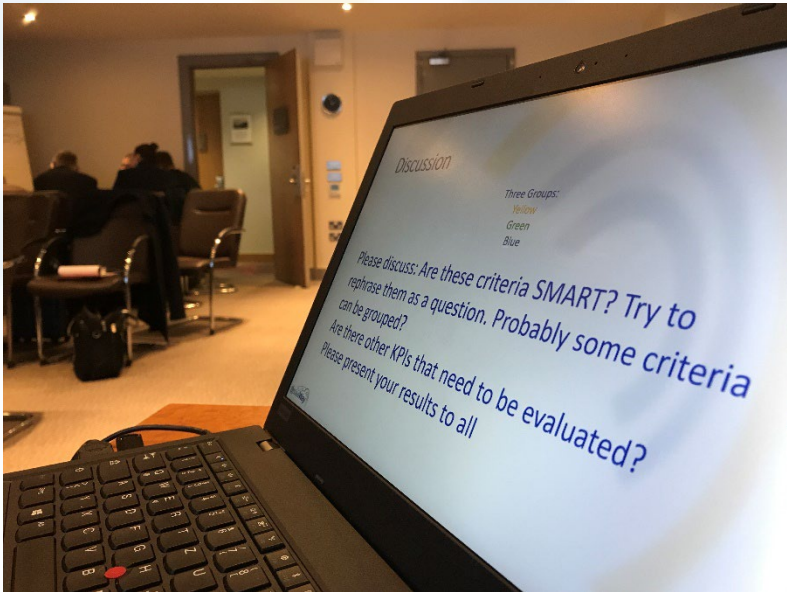 Discussion
Three Groups:
Yellow
Green
Blue
Please discuss: Are these criteria SMART? Try to
rephrase them as a question. Probably some criteria
can be grouped?
Are there other KPIs that need to be evaluated?
Please present your results to all